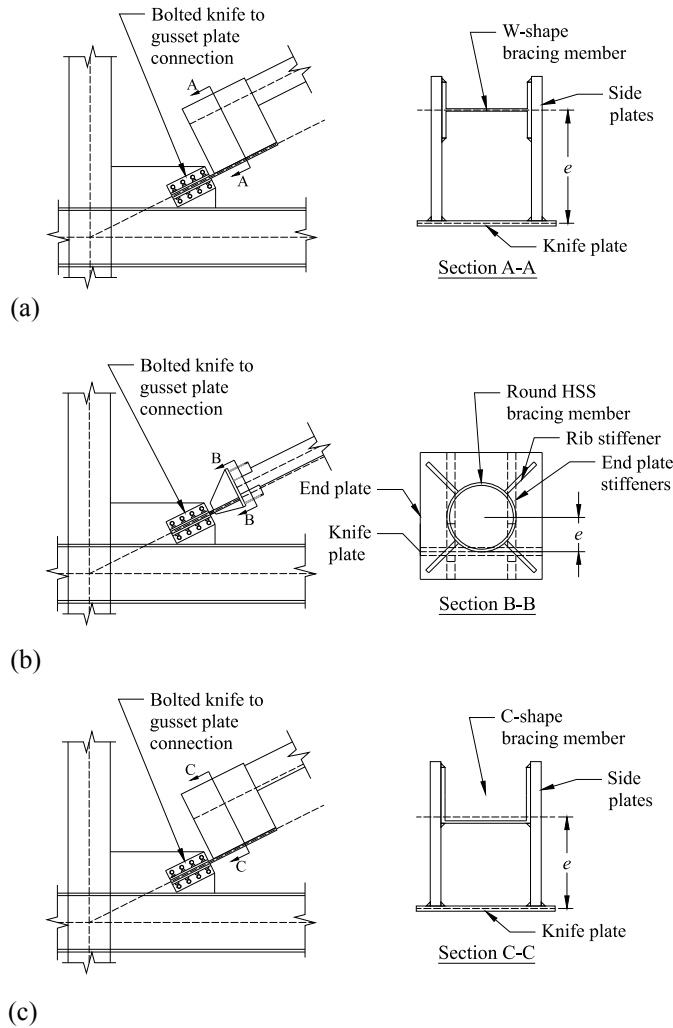 Bolted knife to
gusset plate
connection
A
A
W-shape
bracing member
Side
plates
e
Knife plate
Section A-A
(a)
Bolted knife to
gusset plate
connection
B
B
Round HSS
bracing member
Rib stiffener
End plate
stiffeners
End plate
Knife
plate
e
Section B-B
(b)
Bolted knife to
gusset plate
connection
C
C
C-shape
bracing member
Side
plates
e
Knife plate
Section C-C
(c)